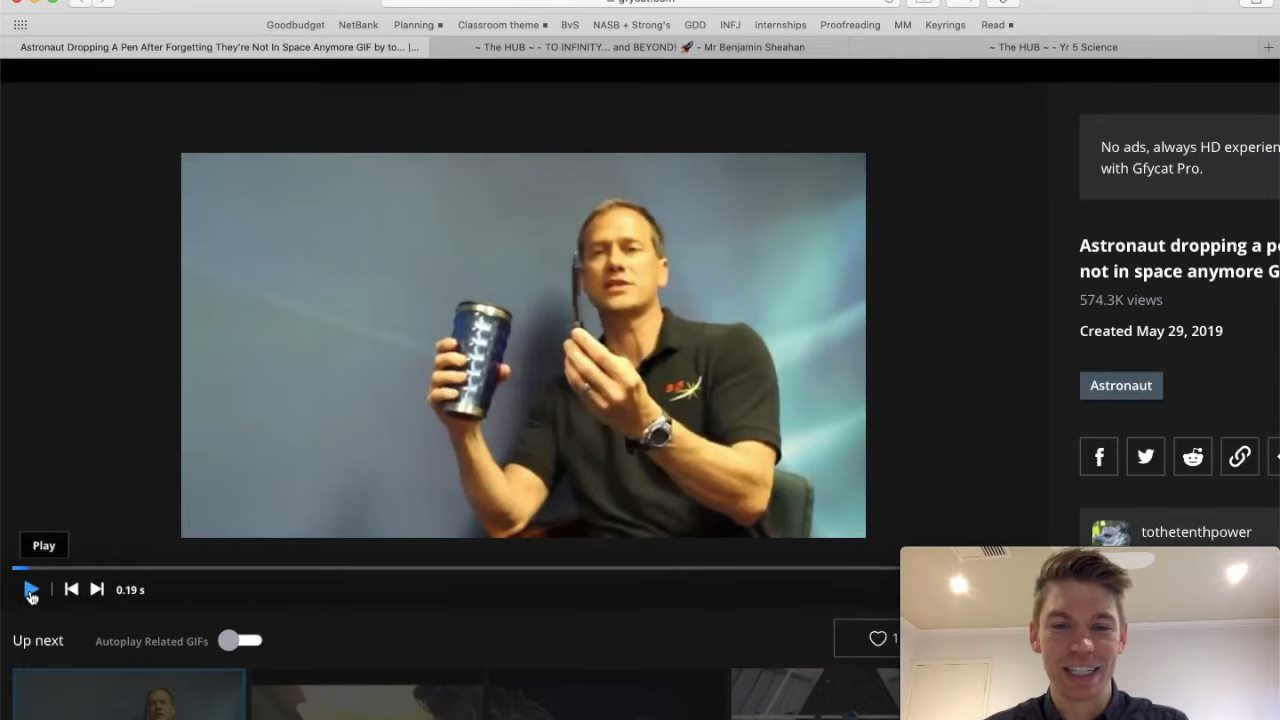 gfycat.com
Goodbudget NetBank Planning Classroom theme BvS NASB + Strong's GDD INFJ Internships Proofreading MM Keyrings Read
Astronaut Dropping A Pen After Forgetting They're Not In Space Anymore GIF by to... |...
~ The HUB ~ - TO INFINITY... and BEYOND! 🚀 - Mr Benjamin Sheahan
~ The HUB ~ - Yr 5 Science
No ads, always HD experien
with Gfycat Pro.
Astronaut dropping a pe
not in space anymore G
574.3K views
Created May 29, 2019
Astronaut
tothetenthpower
Play
0.19 s
Up next
Autoplay Related GIFs
1